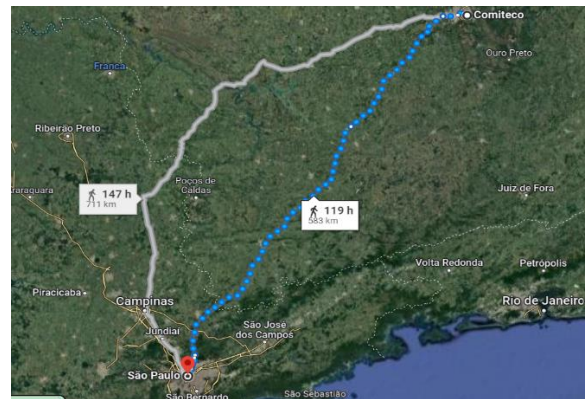 Comiteco
Ouro Preto
Franca
Ribeirão Preto
147 h
711 km
Poços de
Caldas
119 h
583 km
Juiz de Fora
araraquara
Volta Redonda
Petrópolis
Piracicaba
Campinas
Rio de Janeiro
Jundiaí
São José
dos Campos
São Paulo
São Bernardo
São Sebastião